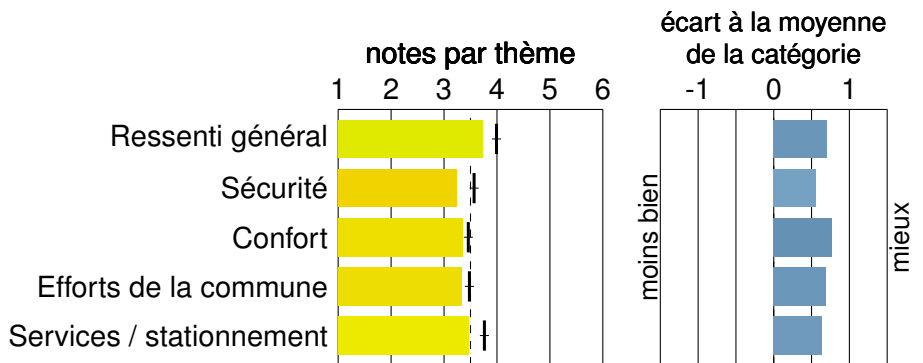 notes par thème
1 2 3 4 5 6
écart à la moyenne
de la catégorie
-1 0 1
Ressenti général
Sécurité
Confort
Efforts de la commune
Services / stationnement
moins bien
mieux